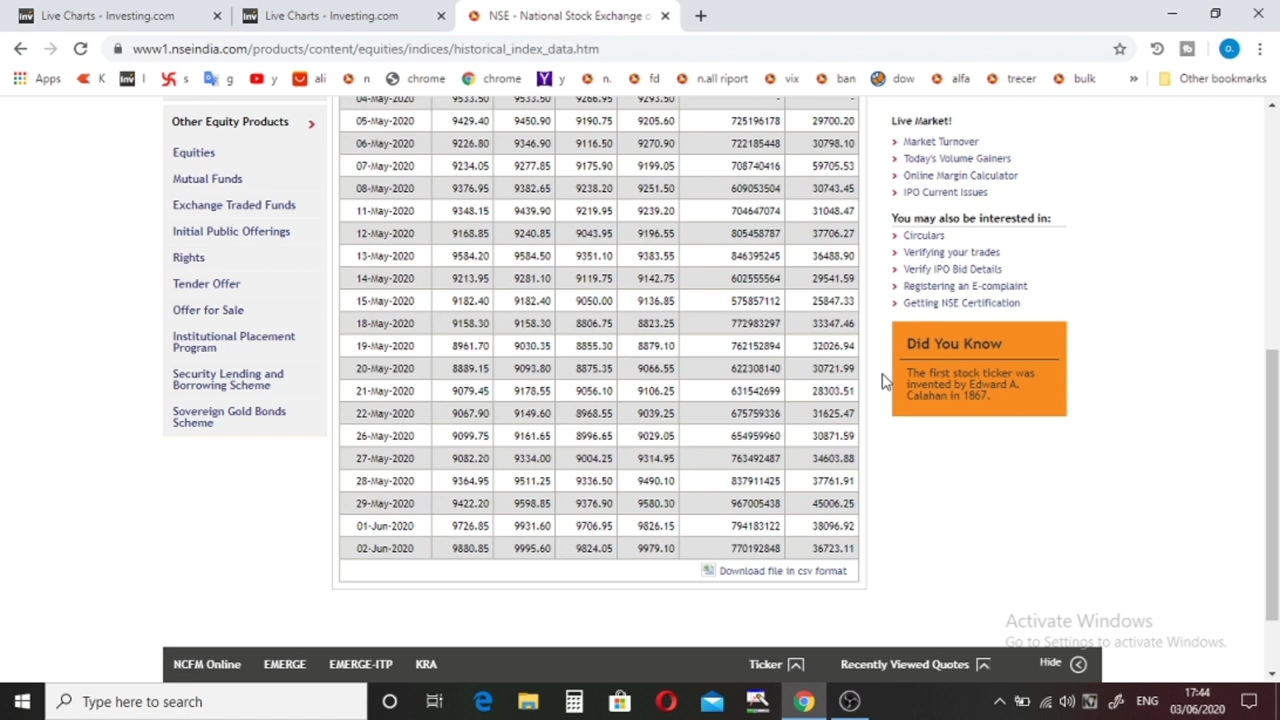 Live Charts - Investing.com
Live Charts - Investing.com
NSE - National Stock Exchange o
www1.nseindia.com/products/content/equities/indices/historical_index_data.htm
Apps K I s g y ali n chrome chrome y n. fd n.all riport vix ban dow alfa trecer bulk » Other bookmarks
04-May-2020 9533.50 9533.50 9266.95 9293.50 - -
05-May-2020 9429.40 9450.90 9190.75 9205.60 725196178 29700.20
06-May-2020 9226.80 9346.90 9116.50 9270.90 722185448 30798.10
07-May-2020 9234.05 9277.85 9175.90 9199.05 708740416 59705.53
08-May-2020 9376.95 9382.65 9238.20 9251.50 609053504 30743.45
11-May-2020 9348.15 9439.90 9219.95 9239.20 704647074 31048.47
12-May-2020 9168.85 9240.85 9043.95 9196.55 805458787 37706.27
13-May-2020 9584.20 9584.50 9351.10 9383.55 846395245 36488.90
14-May-2020 9213.95 9281.10 9119.75 9142.75 602555564 29541.59
15-May-2020 9182.40 9182.40 9050.00 9136.85 575857112 25847.33
18-May-2020 9158.30 9158.30 8806.75 8823.25 772983297 33347.46
19-May-2020 8961.70 9030.35 8855.30 8879.10 762152894 32026.94
20-May-2020 8889.15 9093.80 8875.35 9066.55 622308140 30721.99
21-May-2020 9079.45 9178.55 9056.10 9106.25 631542699 28303.51
22-May-2020 9067.90 9149.60 8968.55 9039.25 675759336 31625.47
26-May-2020 9099.75 9161.65 8996.65 9029.05 654959960 30871.59
27-May-2020 9082.20 9334.00 9004.25 9314.95 763492487 34603.88
28-May-2020 9364.95 9511.25 9336.50 9490.10 837911425 37761.91
29-May-2020 9422.20 9598.85 9376.90 9580.30 967005438 45006.25
01-Jun-2020 9726.85 9931.60 9706.95 9826.15 794183122 38096.92
02-Jun-2020 9880.85 9995.60 9824.05 9979.10 770192848 36723.11
Download file in csv format
Other Equity Products
Equities
Mutual Funds
Exchange Traded Funds
Initial Public Offerings
Rights
Tender Offer
Offer for Sale
Institutional Placement
Program
Security Lending and
Borrowing Scheme
Sovereign Gold Bonds
Scheme
Live Market!
Market Turnover
Today's Volume Gainers
Online Margin Calculator
IPO Current Issues
You may also be interested in:
Circulars
Verifying your trades
Verify IPO Bid Details
Registering an E-complaint
Getting NSE Certification
Did You Know
The first stock ticker was
invented by Edward A.
Calahan in 1867.
Activate Windows
Go to Settings to activate Windows.
NCFM Online EMERGE EMERGE-ITP KRA Ticker Recently Viewed Quotes Hide
Type here to search
ENG
17:44
03/06/2020